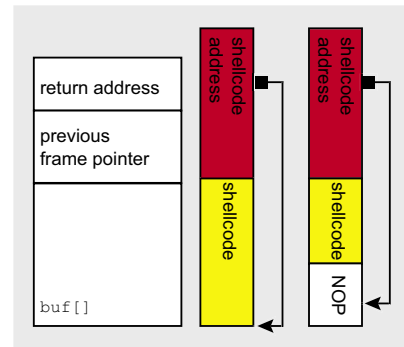 return address
previous
frame pointer
buf[]
shellcode
address
shellcode
shellcode
address
shellcode
NOP